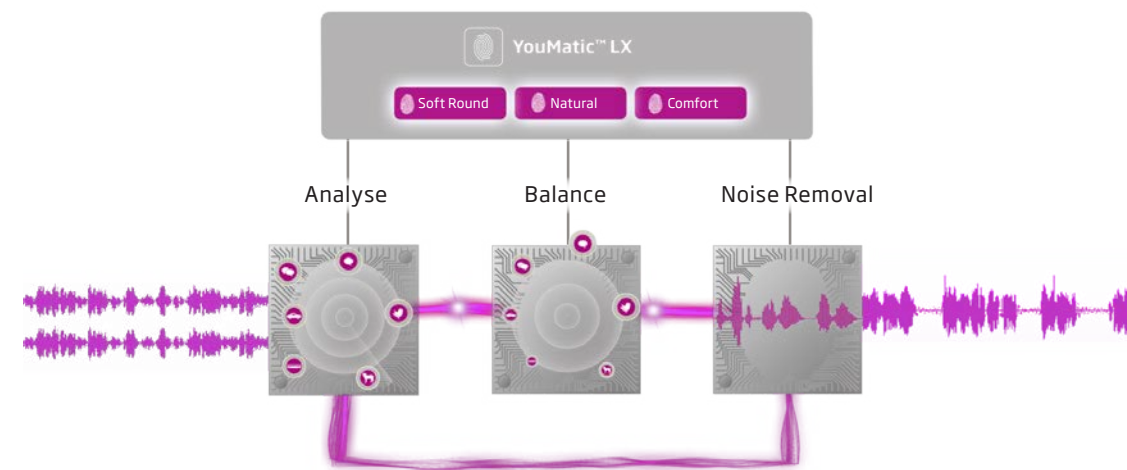 YouMatic™ LX
Soft Round Natural Comfort
Analyse Balance Noise Removal